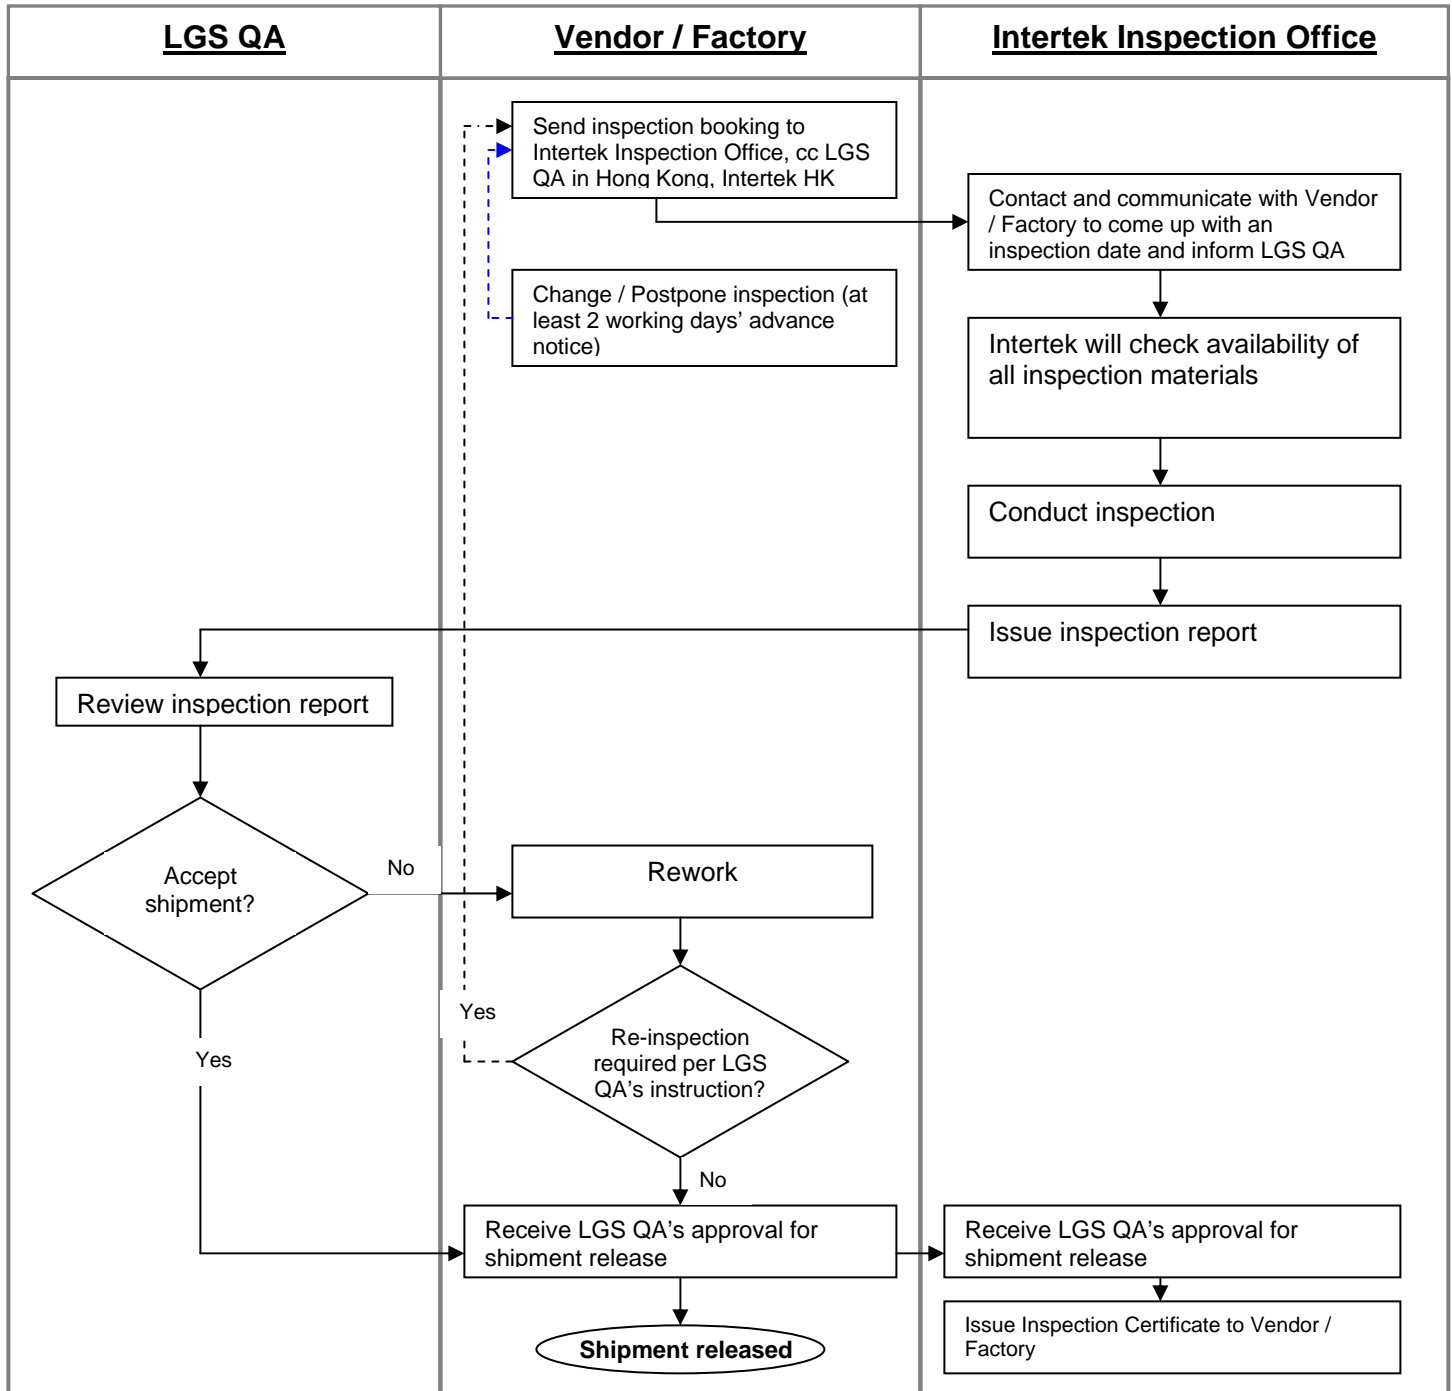 LGS QA
Vendor / Factory
Intertek Inspection Office
Send inspection booking to
Intertek Inspection Office, cc LGS
QA in Hong Kong, Intertek HK
Contact and communicate with Vendor
/ Factory to come up with an
inspection date and inform LGS QA
Change / Postpone inspection (at
least 2 working days’ advance
notice)
Intertek will check availability of
all inspection materials
Conduct inspection
Issue inspection report
Review inspection report
Accept
shipment?
No
Rework
Yes
Yes
Re-inspection
required per LGS
QA’s instruction?
No
Receive LGS QA’s approval for
shipment release
Receive LGS QA’s approval for
shipment release
Shipment released
Issue Inspection Certificate to Vendor /
Factory